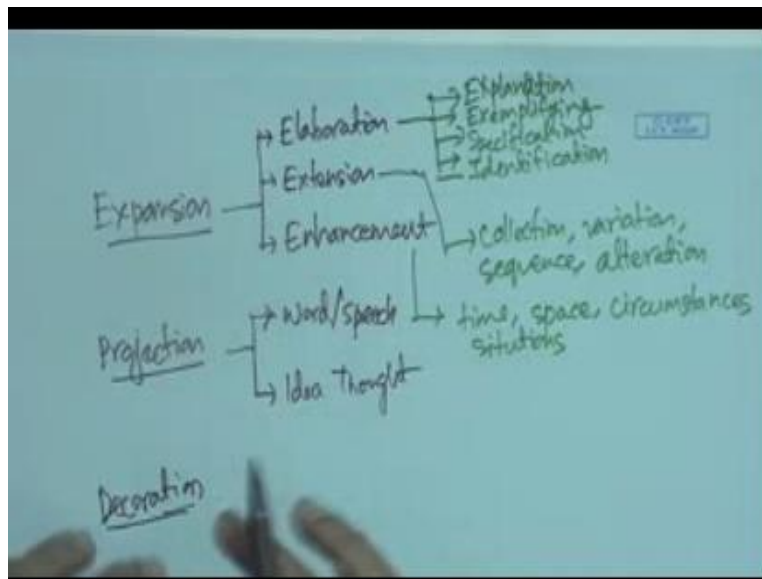 Expansion
Elaboration
Explanation
Exemplifying
Specification
Identification
Extension
collection, variation,
sequence, alteration
Enhancement
time, space, circumstances
situtions
Projection
Word/speech
Idea Thought
Decoration